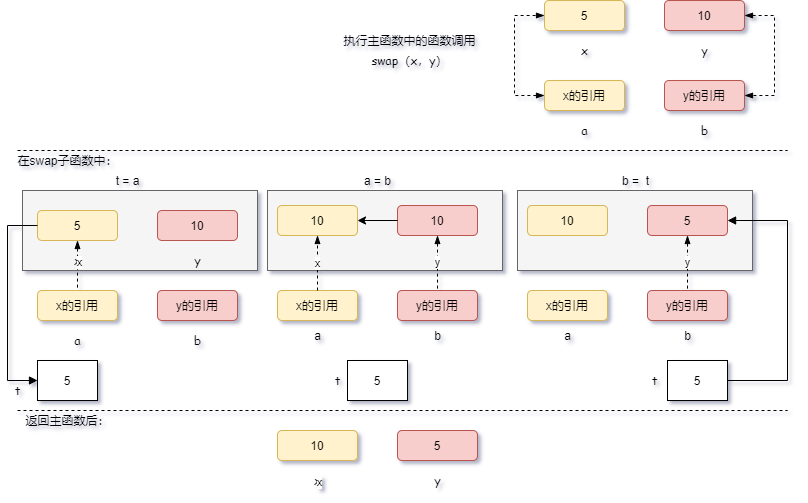 5 10
执行主函数中的函数调用
x y
swap（x，y）
x的引用 y的引用
a b
在swap子函数中：
t = a a = b b = t
5 10 10 10 10 5
x y x y y
x的引用 y的引用 x的引用 y的引用 x的引用 y的引用
a b a b a b
t 5 t 5 t 5
返回主函数后：
10 5
x y